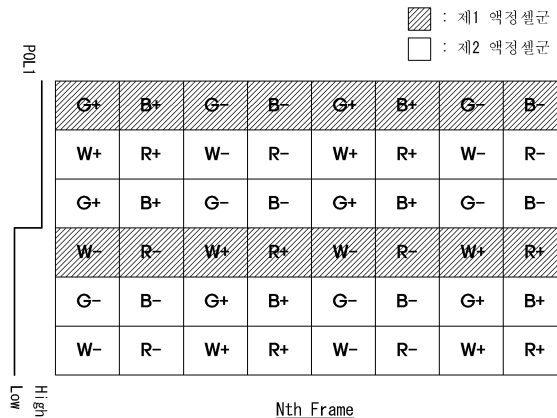 : 제1 액정셀군
: 제2 액정셀군
POL1
G+ B+ G- B- G+ B+ G- B-
W+ R+ W- R- W+ R+ W- R-
G+ B+ G- B- G+ B+ G- B-
W- R- W+ R+ W- R- W+ R+
G- B- G+ B+ G- B- G+ B+
W- R- W+ R+ W- R- W+ R+
High
Low
Nth Frame